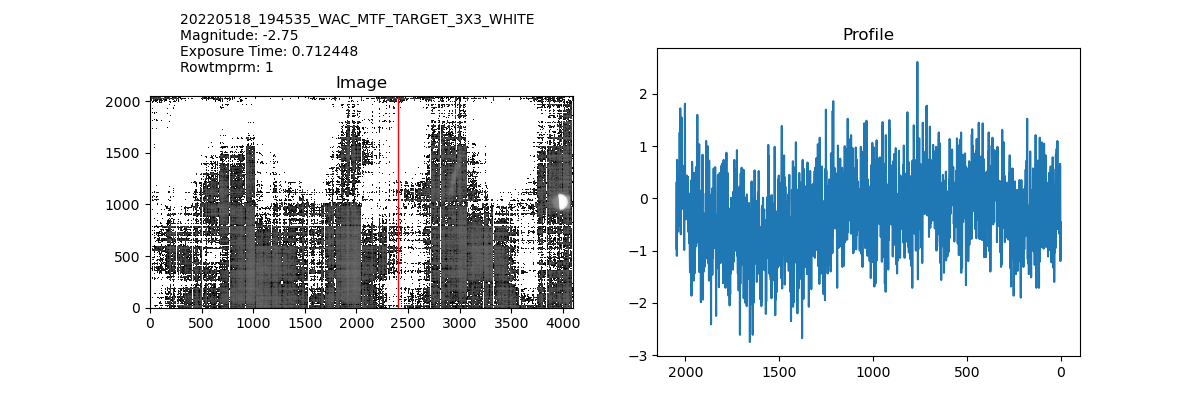 20220518_194535_WAC_MTF_TARGET_3X3_WHITE
Magnitude: -2.75
Exposure Time: 0.712448
Rowtmprm: 1
Image
Profile
2000
1500
1000
500
0
0 500 1000 1500 2000 2500 3000 3500 4000
2
1
0
−1
−2
−3
2000 1500 1000 500 0